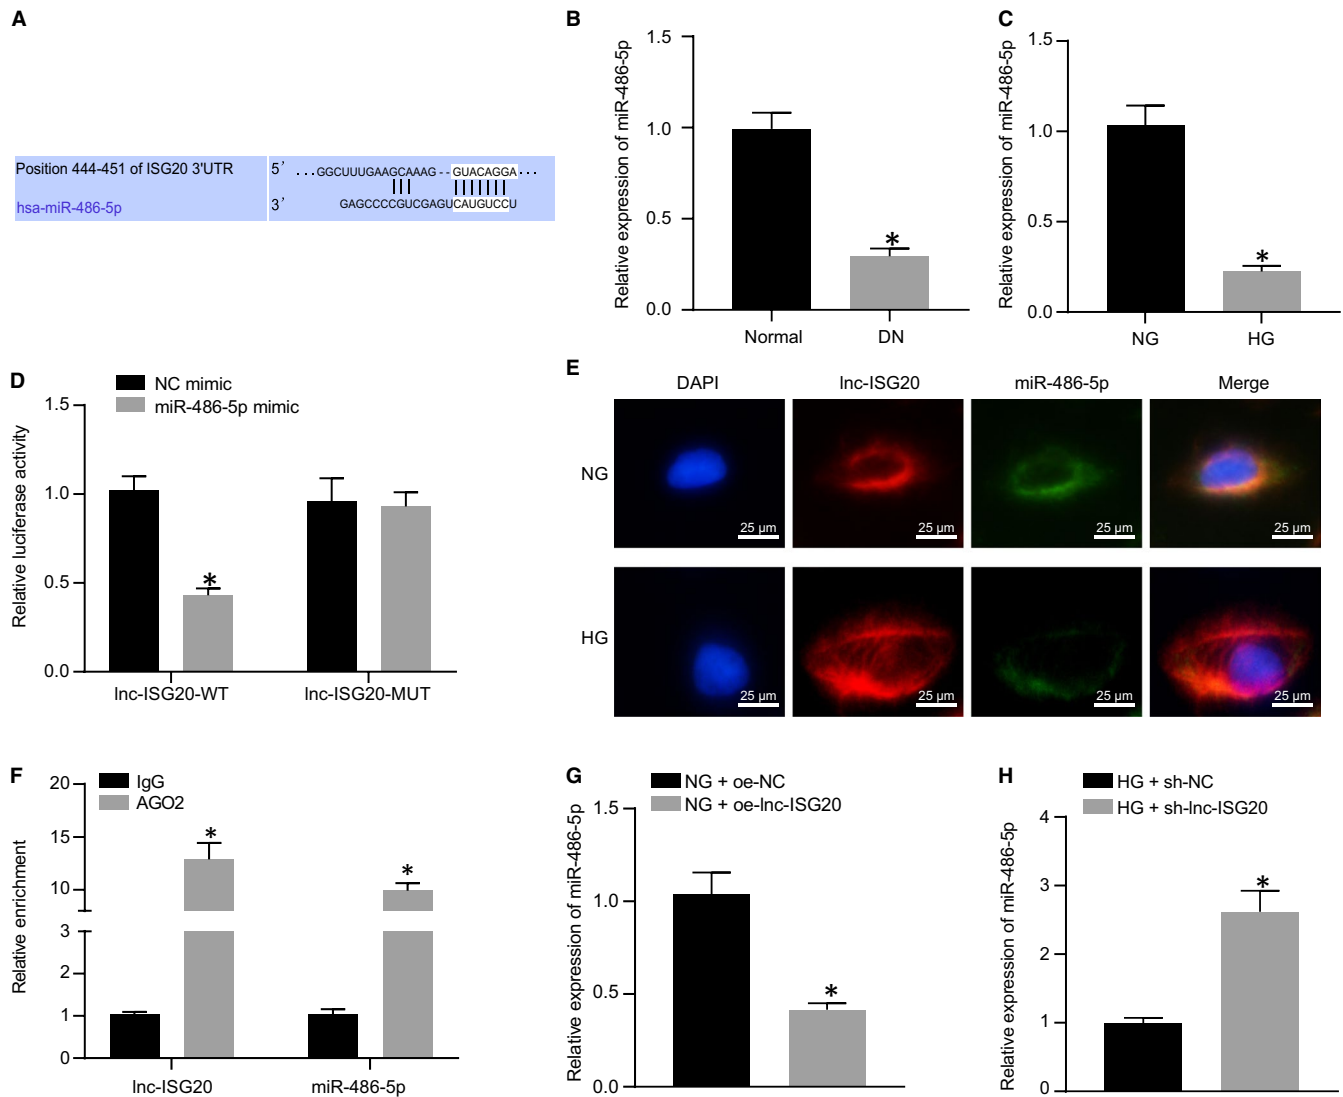 A
Position 444-451 of ISG20 3'UTR
5' ...GGCUUUGAAGCAAAG--GUACAGGA...
hsa-miR-486-5p
3' GAGCCCCGUCGAGUCAUGUCCU
B
Relative expression of miR-486-5p
1.5
1.0
0.5
0.0
*
Normal DN
C
Relative expression of miR-486-5p
1.5
1.0
0.5
0.0
*
NG HG
D
NC mimic
miR-486-5p mimic
Relative luciferase activity
1.5
1.0
0.5
0.0
*
lnc-ISG20-WT lnc-ISG20-MUT
E
DAPI lnc-ISG20 miR-486-5p Merge
NG
25 µm 25 µm 25 µm 25 µm
HG
25 µm 25 µm 25 µm 25 µm
F
IgG
AGO2
Relative enrichment
20
15
10
3
2
1
0
* *
lnc-ISG20 miR-486-5p
G
NG + oe-NC
NG + oe-lnc-ISG20
Relative expression of miR-486-5p
1.5
1.0
0.5
0.0
*
H
HG + sh-NC
HG + sh-lnc-ISG20
Relative expression of miR-486-5p
4
3
2
1
0
*